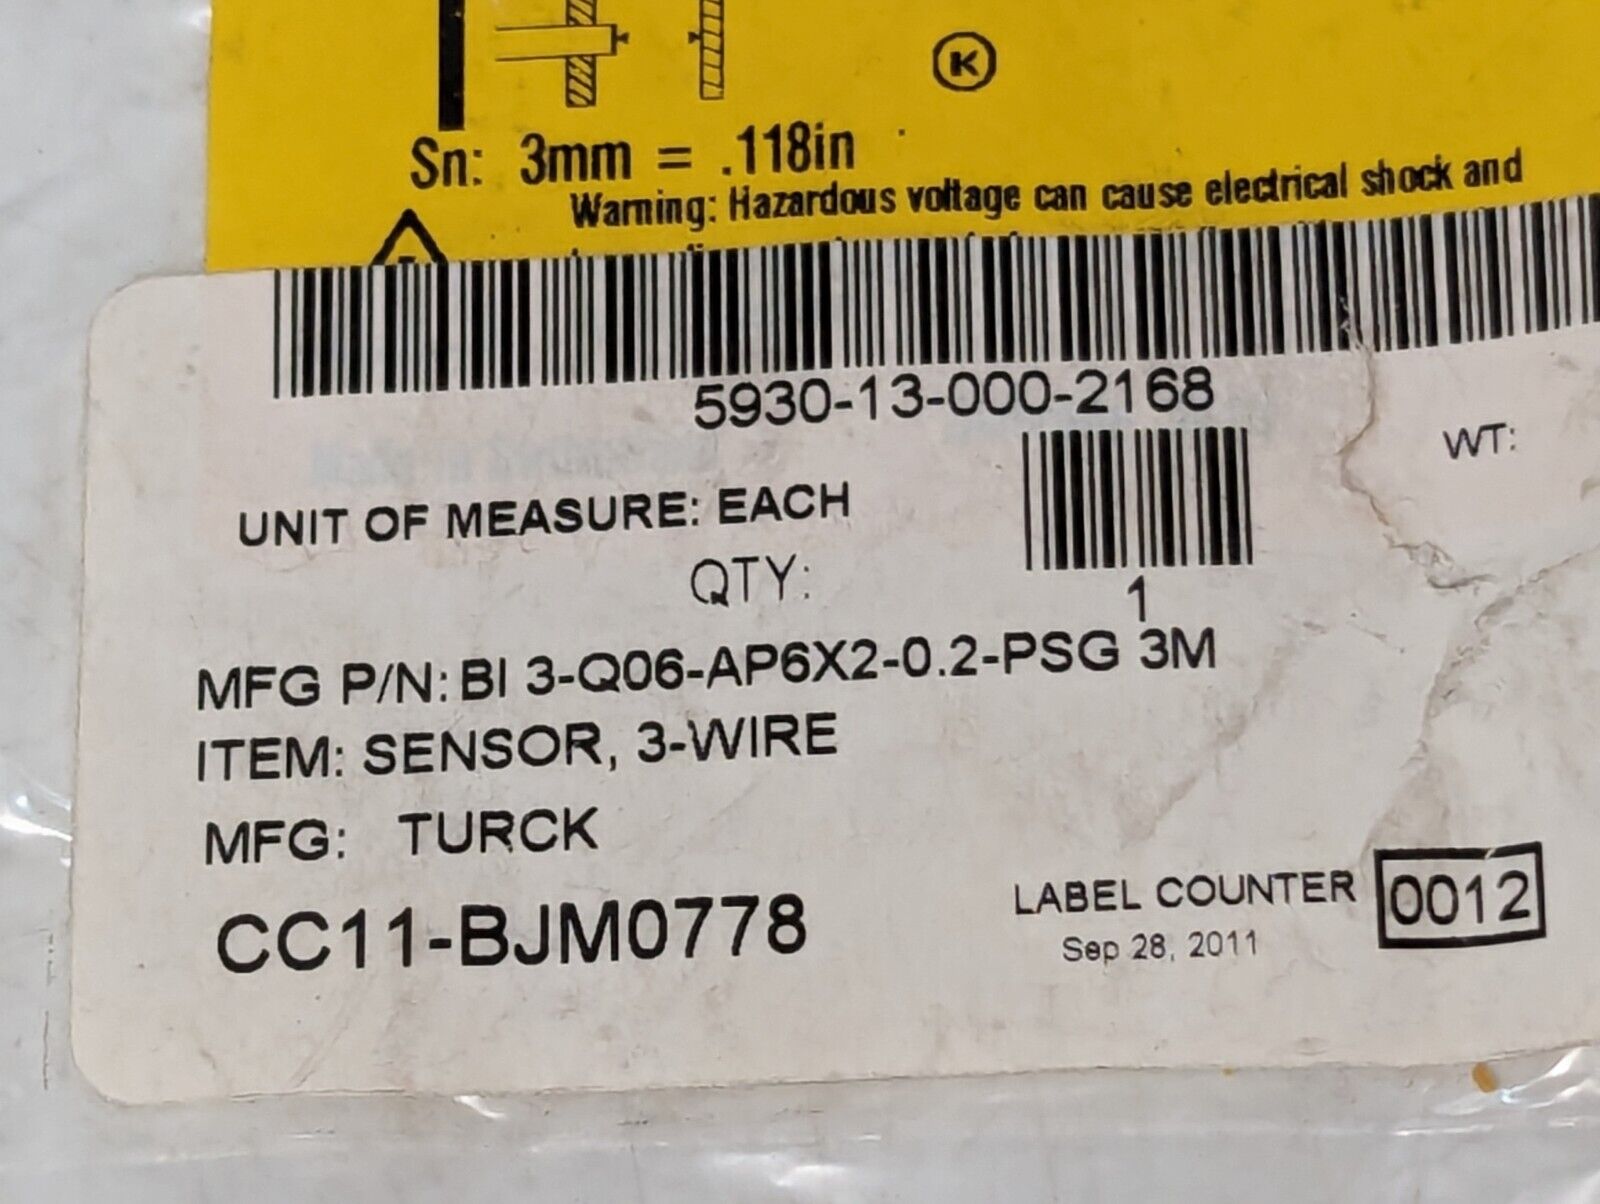 K
Sn: 3mm = .118in
Warning: Hazardous voltage can cause electrical shock and
5930-13-000-2168
WT:
UNIT OF MEASURE: EACH
QTY:
1
MFG P/N: BI 3-Q06-AP6X2-0.2-PSG 3M
ITEM: SENSOR, 3-WIRE
MFG: TURCK
CC11-BJM0778
LABEL COUNTER 0012
Sep 28, 2011